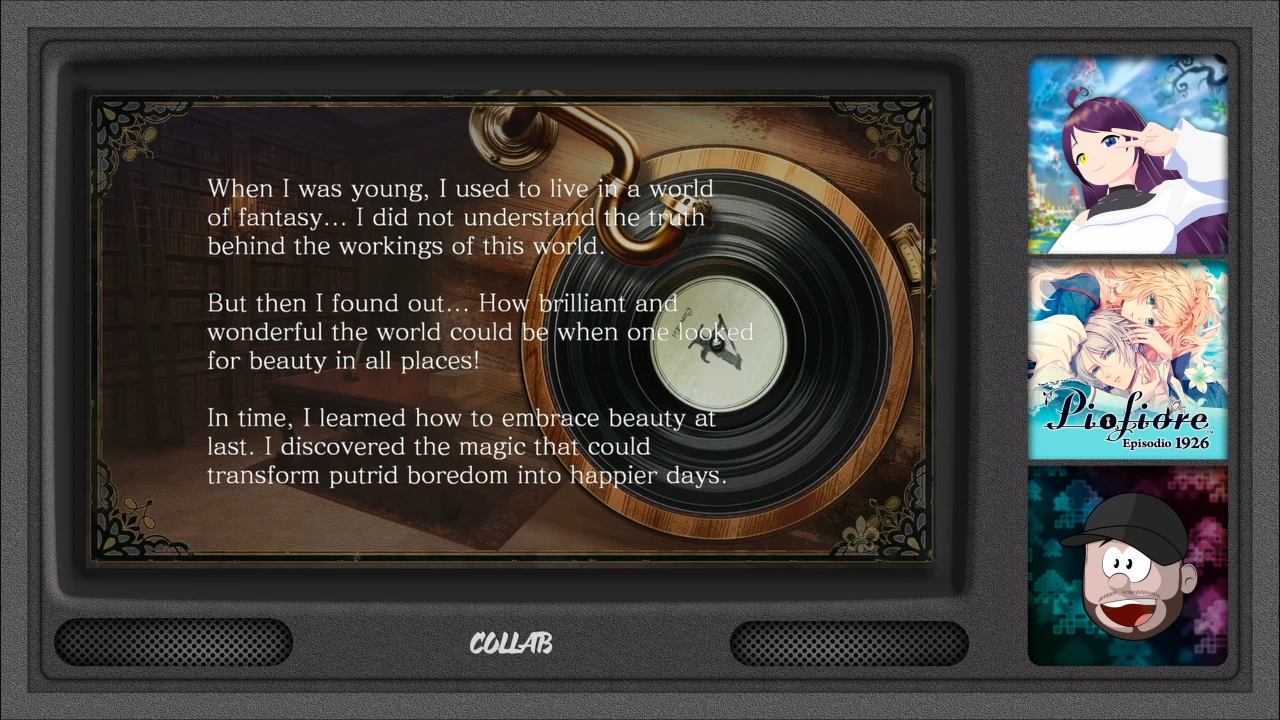 When I was young, I used to live in a world
of fantasy... I did not understand the truth
behind the workings of this world.
But then I found out... How brilliant and
wonderful the world could be when one looked
for beauty in all places!
In time, I learned how to embrace beauty at
last. I discovered the magic that could
transform putrid boredom into happier days.
Piofiore
Episodio 1926
COLLAB